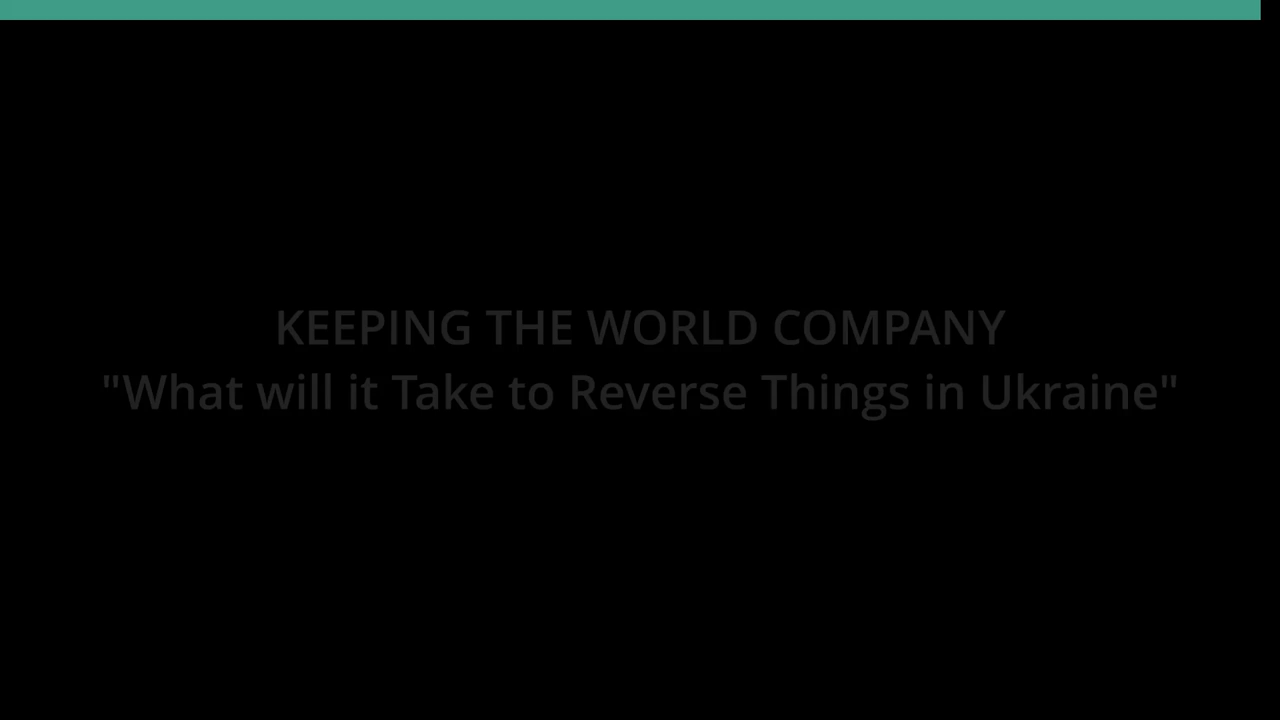 KEEPING THE WORLD COMPANY
"What will it Take to Reverse Things in Ukraine"